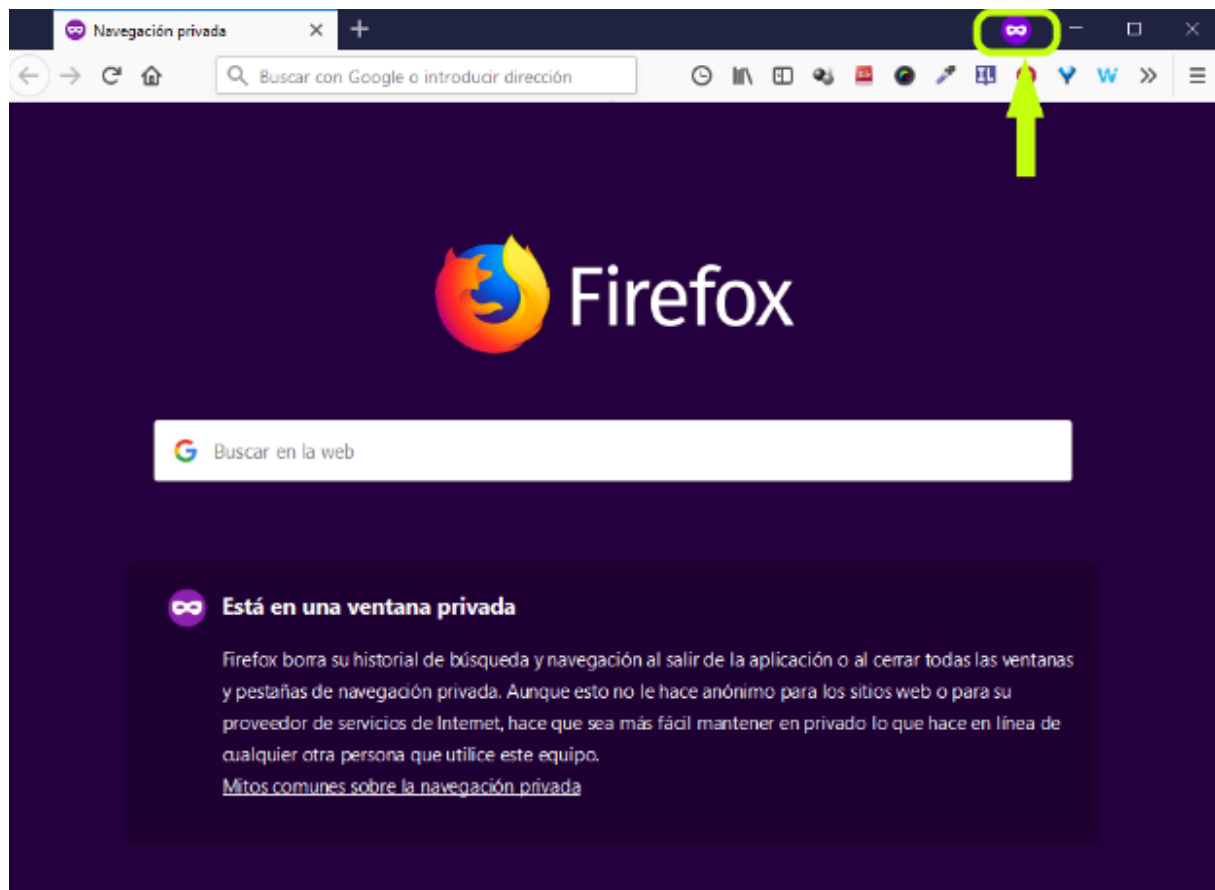 Navegación privada
Buscar con Google o introducir dirección
Firefox
Buscar en la web
Está en una ventana privada
Firefox borra su historial de búsqueda y navegación al salir de la aplicación o al cerrar todas las ventanas
y pestañas de navegación privada. Aunque esto no le hace anónimo para los sitios web o para su
proveedor de servicios de Internet, hace que sea más fácil mantener en privado lo que hace en línea de
cualquier otra persona que utilice este equipo.
Mitos comunes sobre la navegación privada